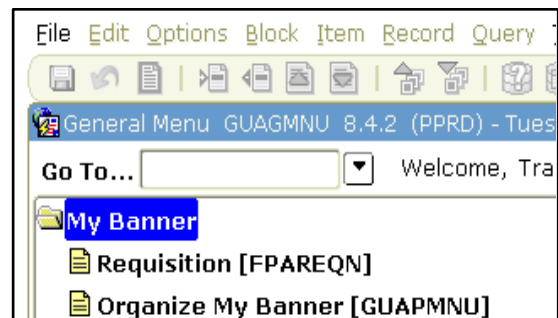 File Edit Options Block Item Record Query
General Menu GUAGMNU 8.4.2 (PPRD) - Tues
Go To... Welcome, Tra
My Banner
Requisition [FPAREQN]
Organize My Banner [GUAPMNU]